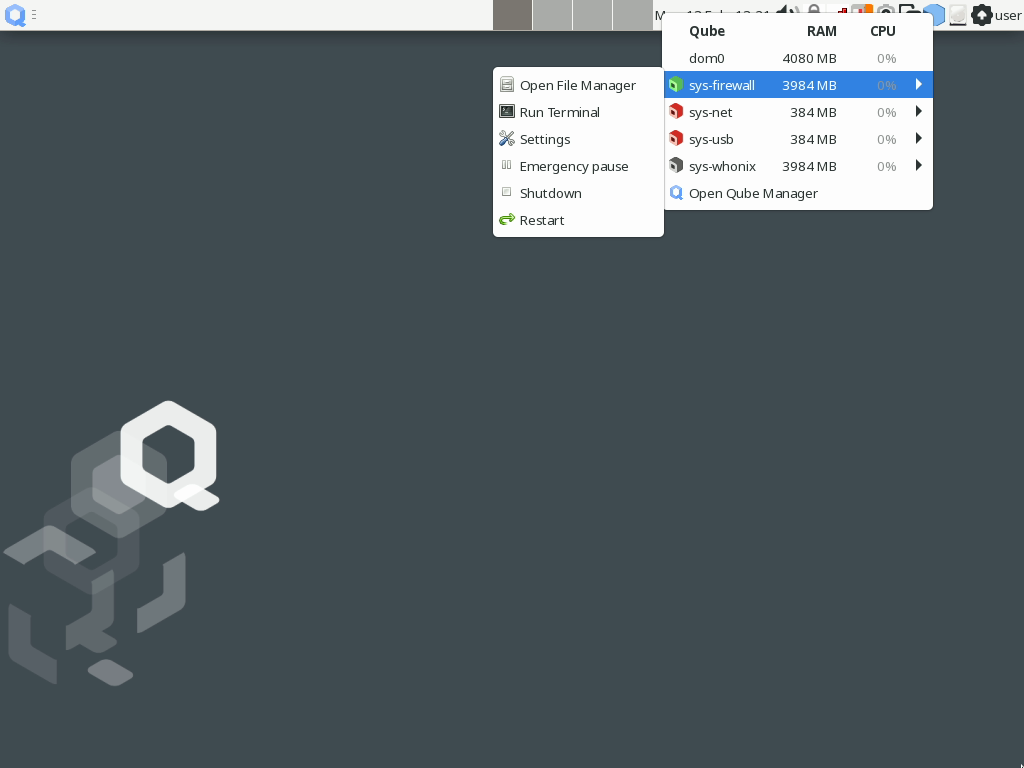 user
Qube RAM CPU
dom0 4080 MB 0%
sys-firewall 3984 MB 0%
sys-net 384 MB 0%
sys-usb 384 MB 0%
sys-whonix 3984 MB 0%
Open Qube Manager
Open File Manager
Run Terminal
Settings
Emergency pause
Shutdown
Restart